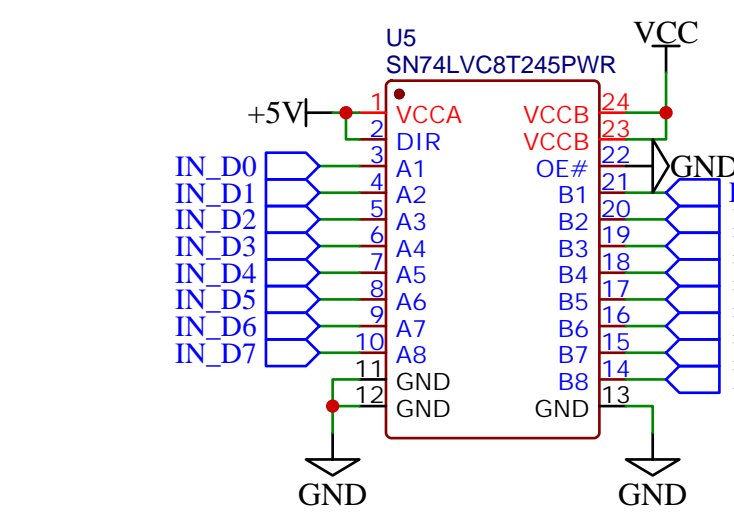 U5
SN74LVC8T245PWR
VCC
+5V
1 VCCA VCCB 24
2 DIR VCCB 23
IN_D0 3 A1 OE# 22 GND
IN_D1 4 A2 B1 21
IN_D2 5 A3 B2 20
IN_D3 6 A4 B3 19
IN_D4 7 A5 B4 18
IN_D5 8 A6 B5 17
IN_D6 9 A7 B6 16
IN_D7 10 A8 B7 15
11 GND B8 14
12 GND GND 13
GND GND